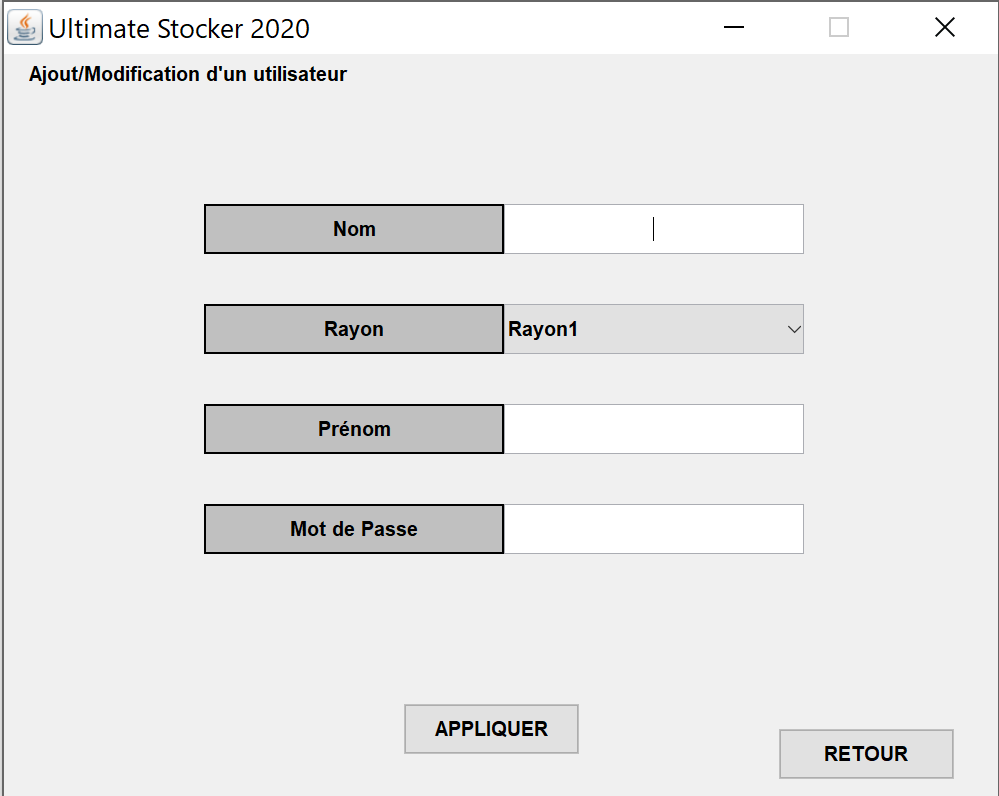 Ultimate Stocker 2020
Ajout/Modification d'un utilisateur
Nom
Rayon Rayon1
Prénom
Mot de Passe
APPLIQUER
RETOUR